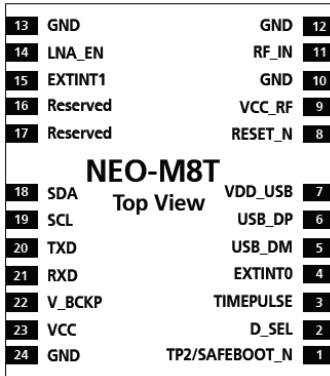 13 GND GND 12
14 LNA_EN RF_IN 11
15 EXTINT1 GND 10
16 Reserved VCC_RF 9
17 Reserved RESET_N 8
NEO-M8T
Top View
18 SDA VDD_USB 7
19 SCL USB_DP 6
20 TXD USB_DM 5
21 RXD EXTINT0 4
22 V_BCKP TIMEPULSE 3
23 VCC D_SEL 2
24 GND TP2/SAFEBOOT_N 1